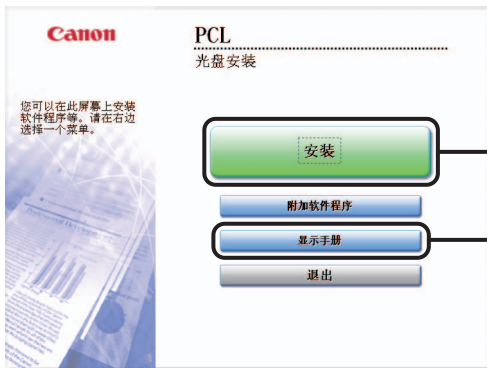 Canon
PCL
光盘安装
您可以在此屏幕上安装
软件程序等。请在右边
选择一个菜单。
安装
附加软件程序
显示手册
退出